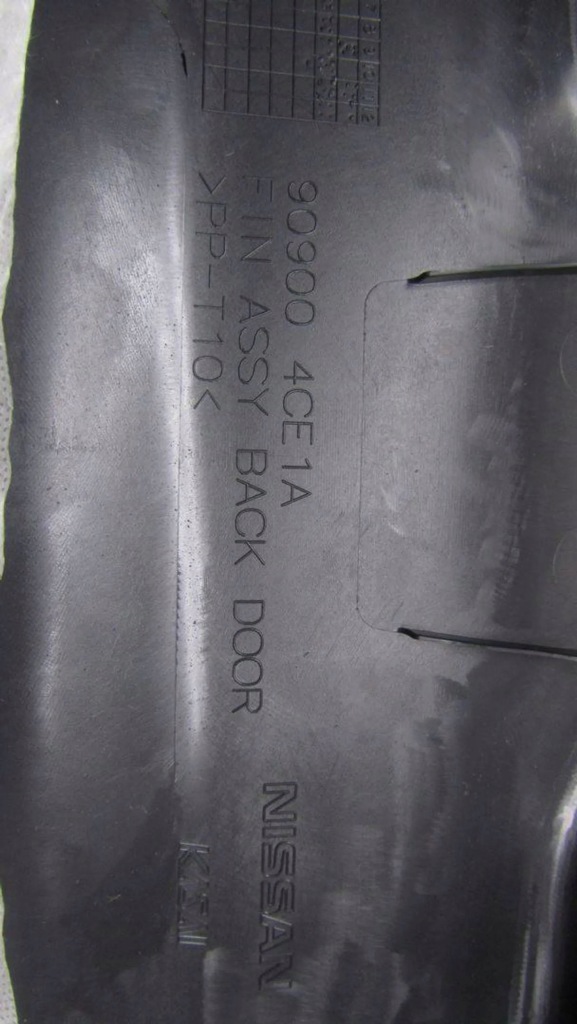 90900 4CE1A
FIN ASSY BACK DOOR
>PP-T10<
NISSAN